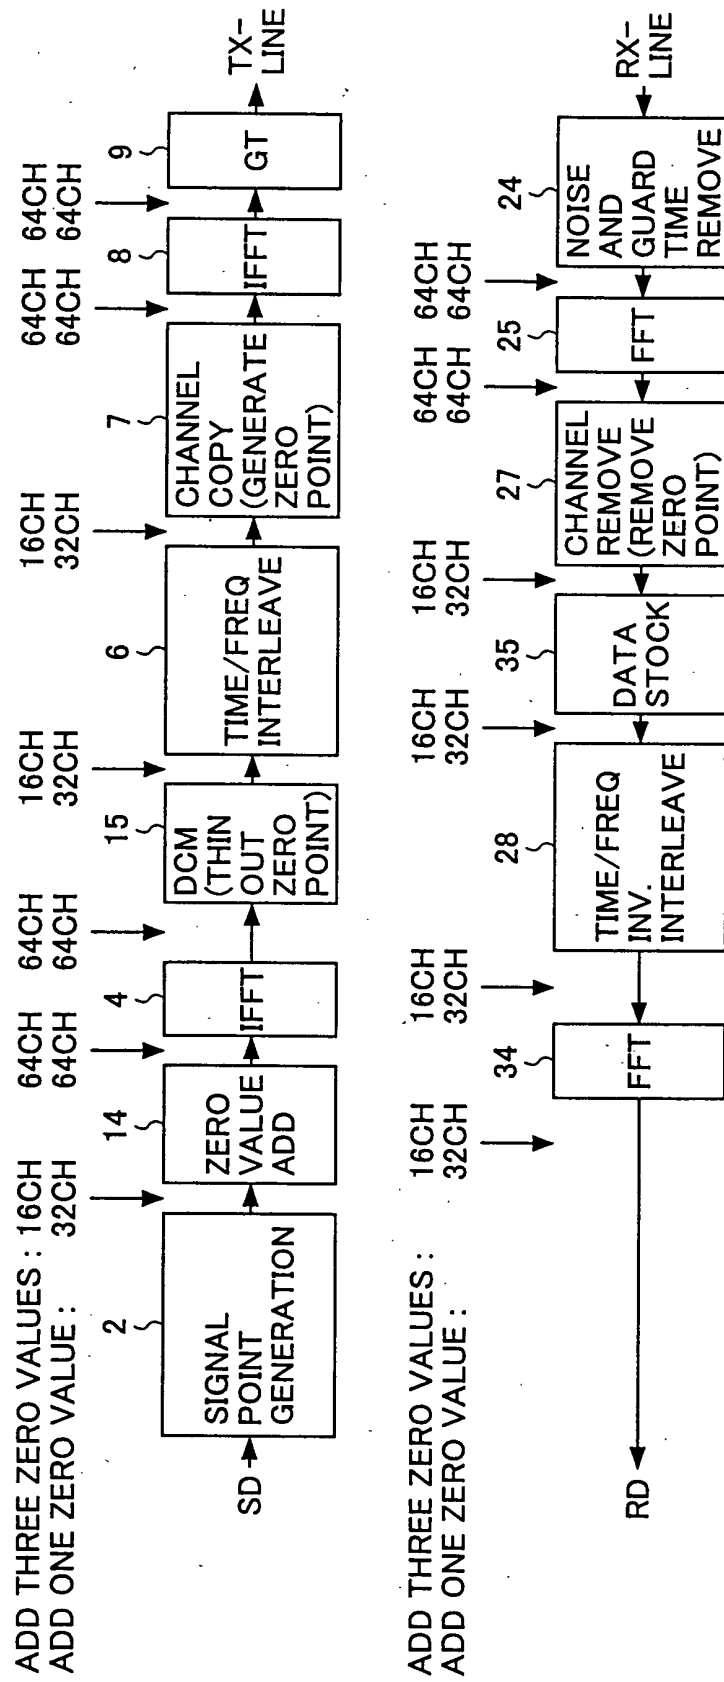 ADD THREE ZERO VALUES : 16CH 64CH 64CH 16CH 16CH 64CH 64CH
ADD ONE ZERO VALUE : 32CH 64CH 64CH 32CH 32CH 64CH 64CH
2 14 4 15 6 7 8 9
SD
SIGNAL
POINT
GENERATION
ZERO
VALUE
ADD
IFFT
DCM
(THIN
OUT
ZERO
POINT)
TIME/FREQ
INTERLEAVE
CHANNEL
COPY
(GENERATE
ZERO
POINT)
IFFT
GT
TX-
LINE
ADD THREE ZERO VALUES : 16CH 16CH 16CH 16CH 64CH 64CH
ADD ONE ZERO VALUE : 32CH 32CH 32CH 32CH 64CH 64CH
34 28 35 27 25 24
RD
FFT
TIME/FREQ
INV.
INTERLEAVE
DATA
STOCK
CHANNEL
REMOVE
(REMOVE
ZERO
POINT)
FFT
NOISE
AND
GUARD
TIME
REMOVE
RX-
LINE